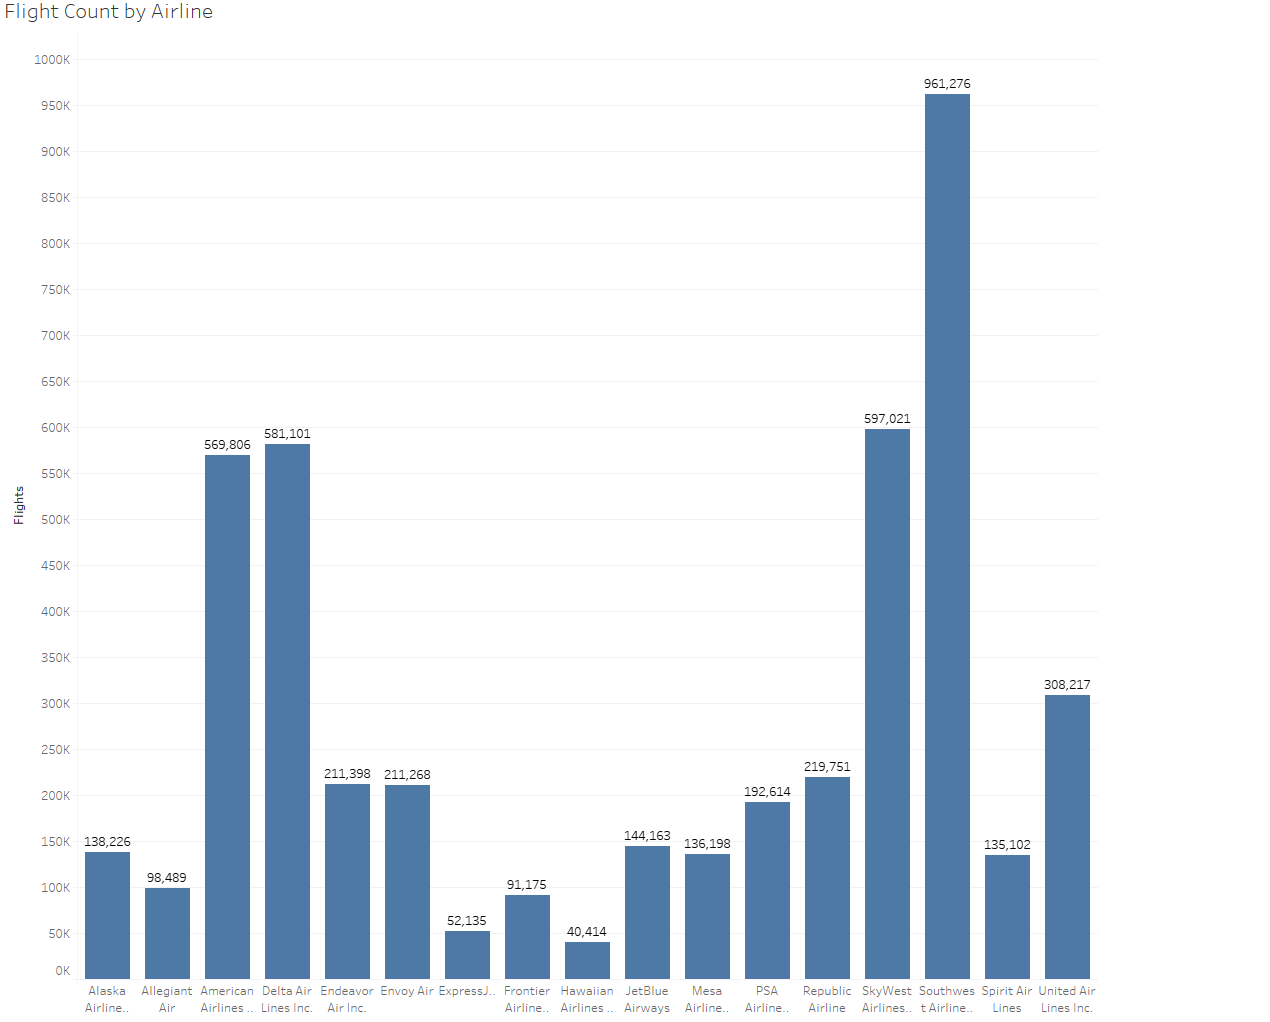 Flight Count by Airline
1000K
950K
900K
850K
800K
750K
700K
650K
600K
550K
500K
450K
400K
350K
300K
250K
200K
150K
100K
50K
0K
Flights
138,226
98,489
569,806
581,101
211,398
211,268
52,135
91,175
40,414
144,163
136,198
192,614
219,751
597,021
961,276
135,102
308,217
Alaska
Airline..
Allegiant
Air
American
Airlines ..
Delta Air
Lines Inc.
Endeavor
Air Inc.
Envoy Air
ExpressJ..
Frontier
Airline..
Hawaiian
Airlines ..
JetBlue
Airways
Mesa
Airline..
PSA
Airline..
Republic
Airline
SkyWest
Airlines..
Southwes
t Airline..
Spirit Air
Lines
United Air
Lines Inc.